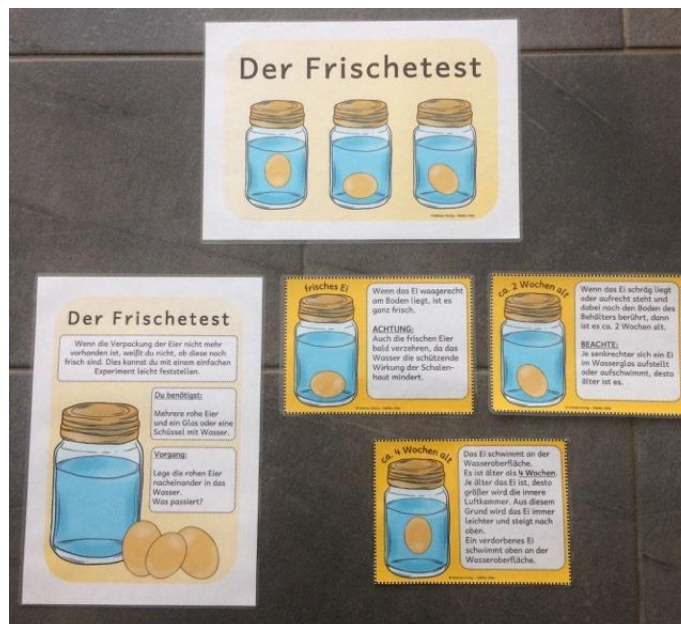 Der Frischetest
Der Frischetest
Wenn die Verpackung der Eier nicht mehr
vorhanden ist, weißt du nicht, ob diese noch
frisch sind. Dies kannst du mit einem einfachen
Experiment leicht feststellen.
Du benötigst:
Mehrere rohe Eier
und ein Glas oder eine
Schüssel mit Wasser.
Vorgang:
Lege die rohen Eier
nacheinander in das
Wasser.
Was passiert?
frisches Ei
Wenn das Ei waagerecht
am Boden liegt, ist es
ganz frisch.
ACHTUNG:
Auch die frischen Eier
bald verzehren, da das
Wasser die schützende
Wirkung der Schalen-
haut mindert.
ca. 2 Wochen alt
Wenn das Ei schräg liegt
oder aufrecht steht und
dabei noch den Boden des
Behälters berührt, dann
ist es ca. 2 Wochen alt.
BEACHTE:
Je senkrechter sich ein Ei
im Wasserglas aufstellt
oder aufschwimmt, desto
älter ist es.
ca. 4 Wochen alt
Das Ei schwimmt an der
Wasseroberfläche.
Es ist älter als 4 Wochen.
Je älter das Ei ist, desto
größer wird die innere
Luftkammer. Aus diesem
Grund wird das Ei immer
leichter und steigt nach
oben.
Ein verdorbenes Ei
schwimmt oben an der
Wasseroberfläche.